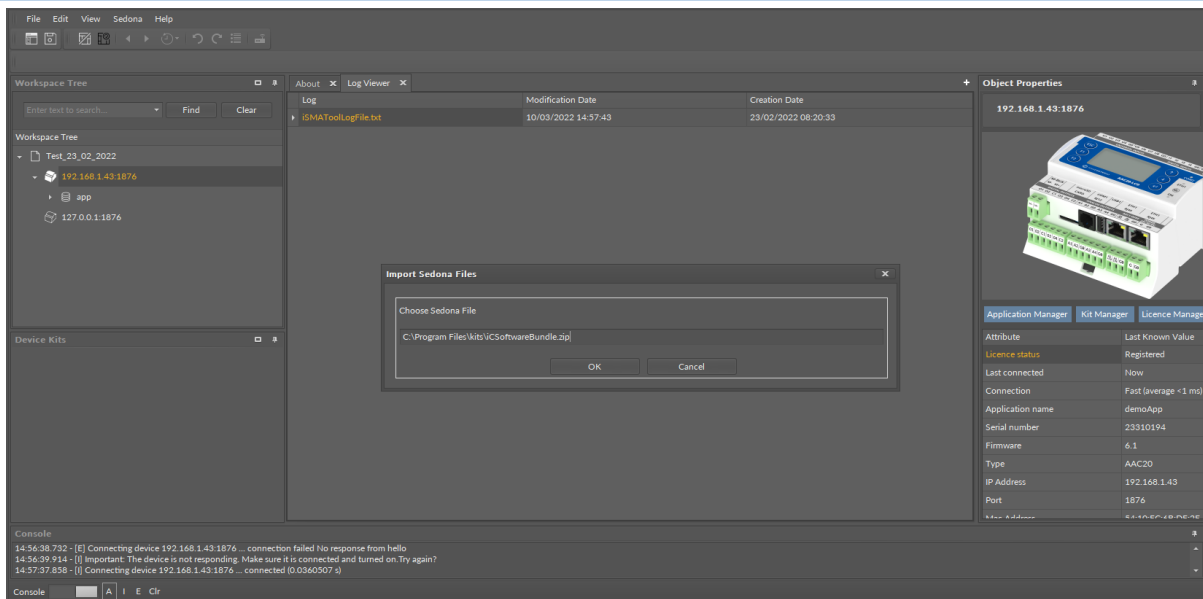 File Edit View Sedona Help
Workspace Tree
Enter text to search... Find Clear
Workspace Tree
Test_23_02_2022
192.168.1.43:1876
app
127.0.0.1:1876
Device Kits
About Log Viewer
Log Modification Date Creation Date
iSMAToolLogFile.txt 10/03/2022 14:57:43 23/02/2022 08:20:33
Import Sedona Files
Choose Sedona File
C:\Program Files\kits\iCSoftwareBundle.zip
OK Cancel
Object Properties
192.168.1.43:1876
Application Manager Kit Manager Licence Manage
Attribute Last Known Value
Licence status Registered
Last connected Now
Connection Fast (average <1 ms)
Application name demoApp
Serial number 23310194
Firmware 6.1
Type AAC20
IP Address 192.168.1.43
Port 1876
Console
14:56:38.732 - [E] Connecting device 192.168.1.43:1876 ... connection failed No response from hello
14:56:39.914 - [I] Important: The device is not responding. Make sure it is connected and turned on.Try again?
14:57:37.858 - [I] Connecting device 192.168.1.43:1876 ... connected (0.0360507 s)
Console A I E Clr